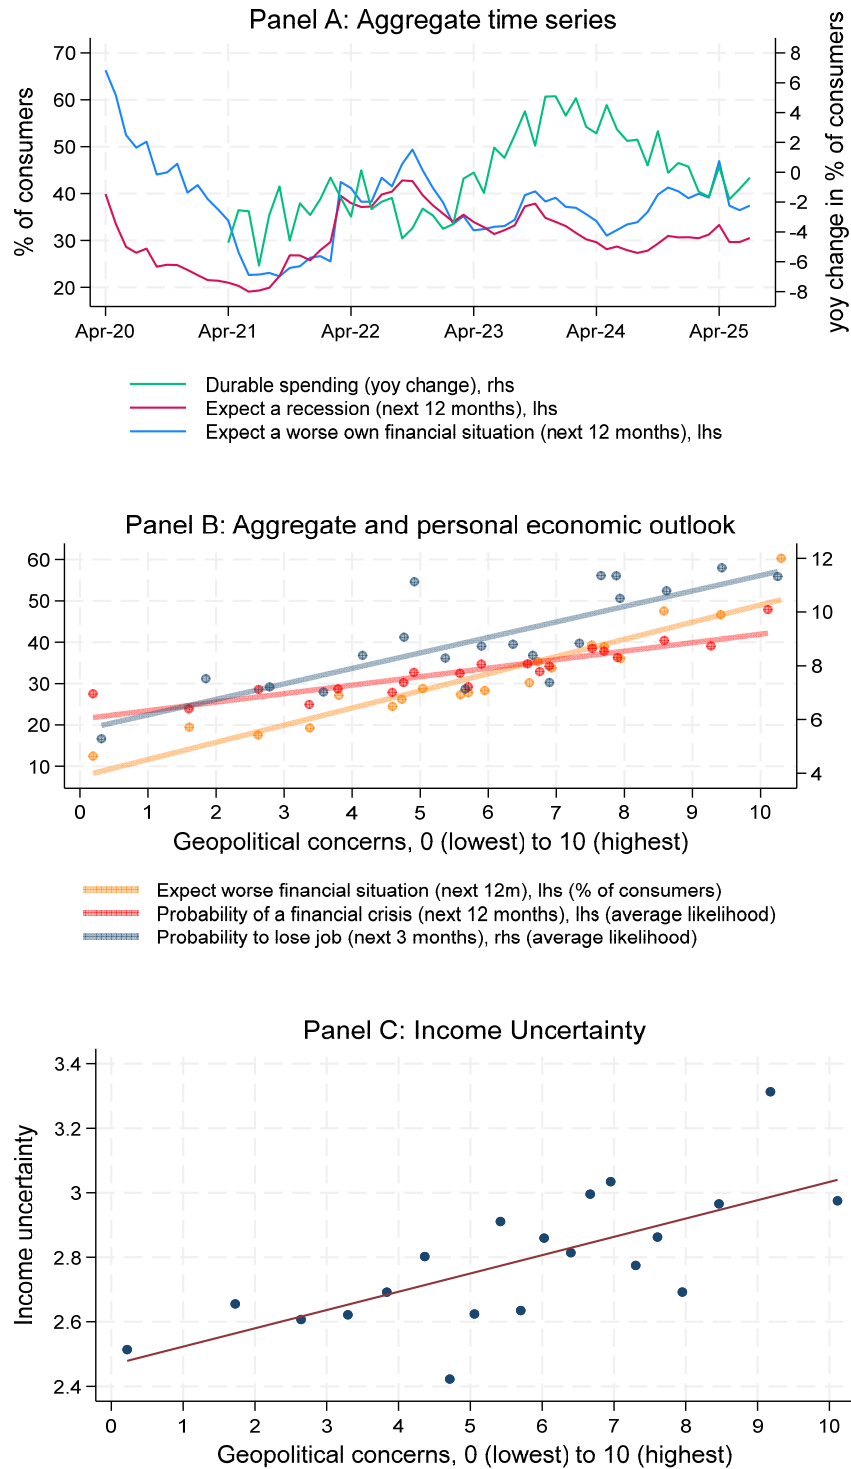 Panel A: Aggregate time series
% of consumers
yoy change in % of consumers
70
60
50
40
30
20
8
6
4
2
0
-2
-4
-6
-8
Apr-20 Apr-21 Apr-22 Apr-23 Apr-24 Apr-25
Durable spending (yoy change), rhs
Expect a recession (next 12 months), lhs
Expect a worse own financial situation (next 12 months), lhs
Panel B: Aggregate and personal economic outlook
60
50
40
30
20
10
12
10
8
6
4
0 1 2 3 4 5 6 7 8 9 10
Geopolitical concerns, 0 (lowest) to 10 (highest)
Expect worse financial situation (next 12m), lhs (% of consumers)
Probability of a financial crisis (next 12 months), lhs (average likelihood)
Probability to lose job (next 3 months), rhs (average likelihood)
Panel C: Income Uncertainty
Income uncertainty
3.4
3.2
3
2.8
2.6
2.4
0 1 2 3 4 5 6 7 8 9 10
Geopolitical concerns, 0 (lowest) to 10 (highest)